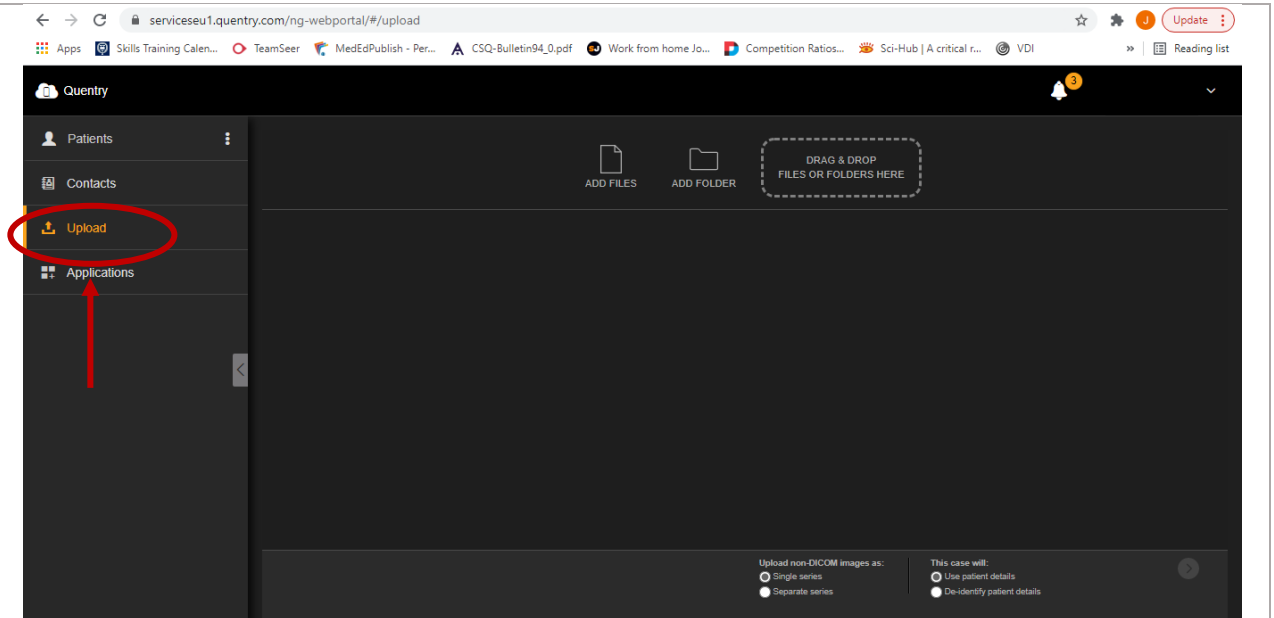 serviceseu1.quentry.com/ng-webportal/#/upload
J
Update
Apps Skills Training Calen... TeamSeer MedEdPublish - Per... CSQ-Bulletin94_0.pdf Work from home Jo... Competition Ratios... Sci-Hub | A critical r... VDI » Reading list
Quentry
3
Patients
Contacts
Upload
Applications
ADD FILES
ADD FOLDER
DRAG & DROP
FILES OR FOLDERS HERE
Upload non-DICOM images as:
Single series
Separate series
This case will:
Use patient details
De-identify patient details